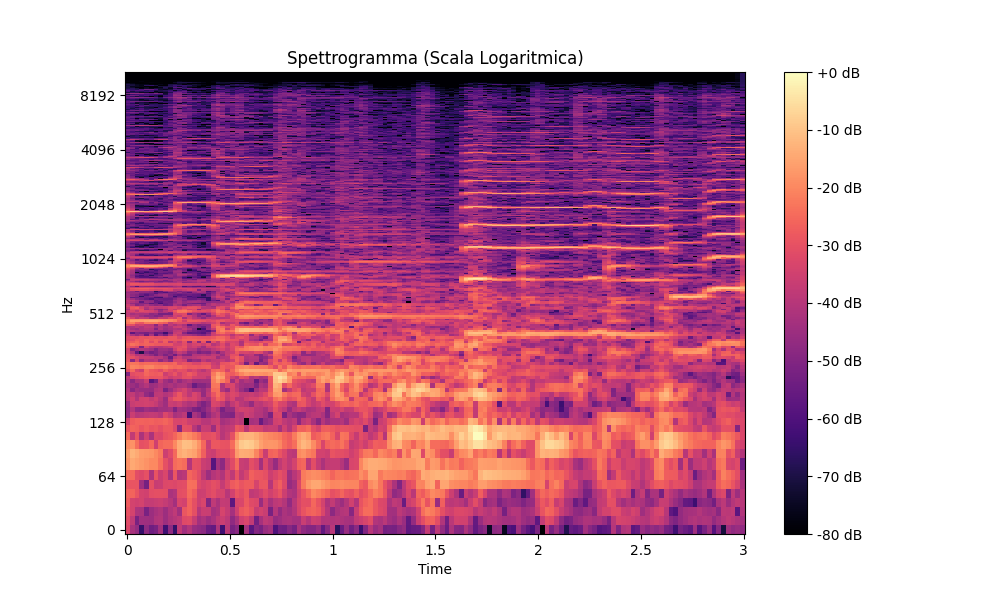 Spettrogramma (Scala Logaritmica)
8192
4096
2048
1024
512
256
128
64
0
Hz
0
0.5
1
1.5
2
2.5
3
Time
+0 dB
-10 dB
-20 dB
-30 dB
-40 dB
-50 dB
-60 dB
-70 dB
-80 dB